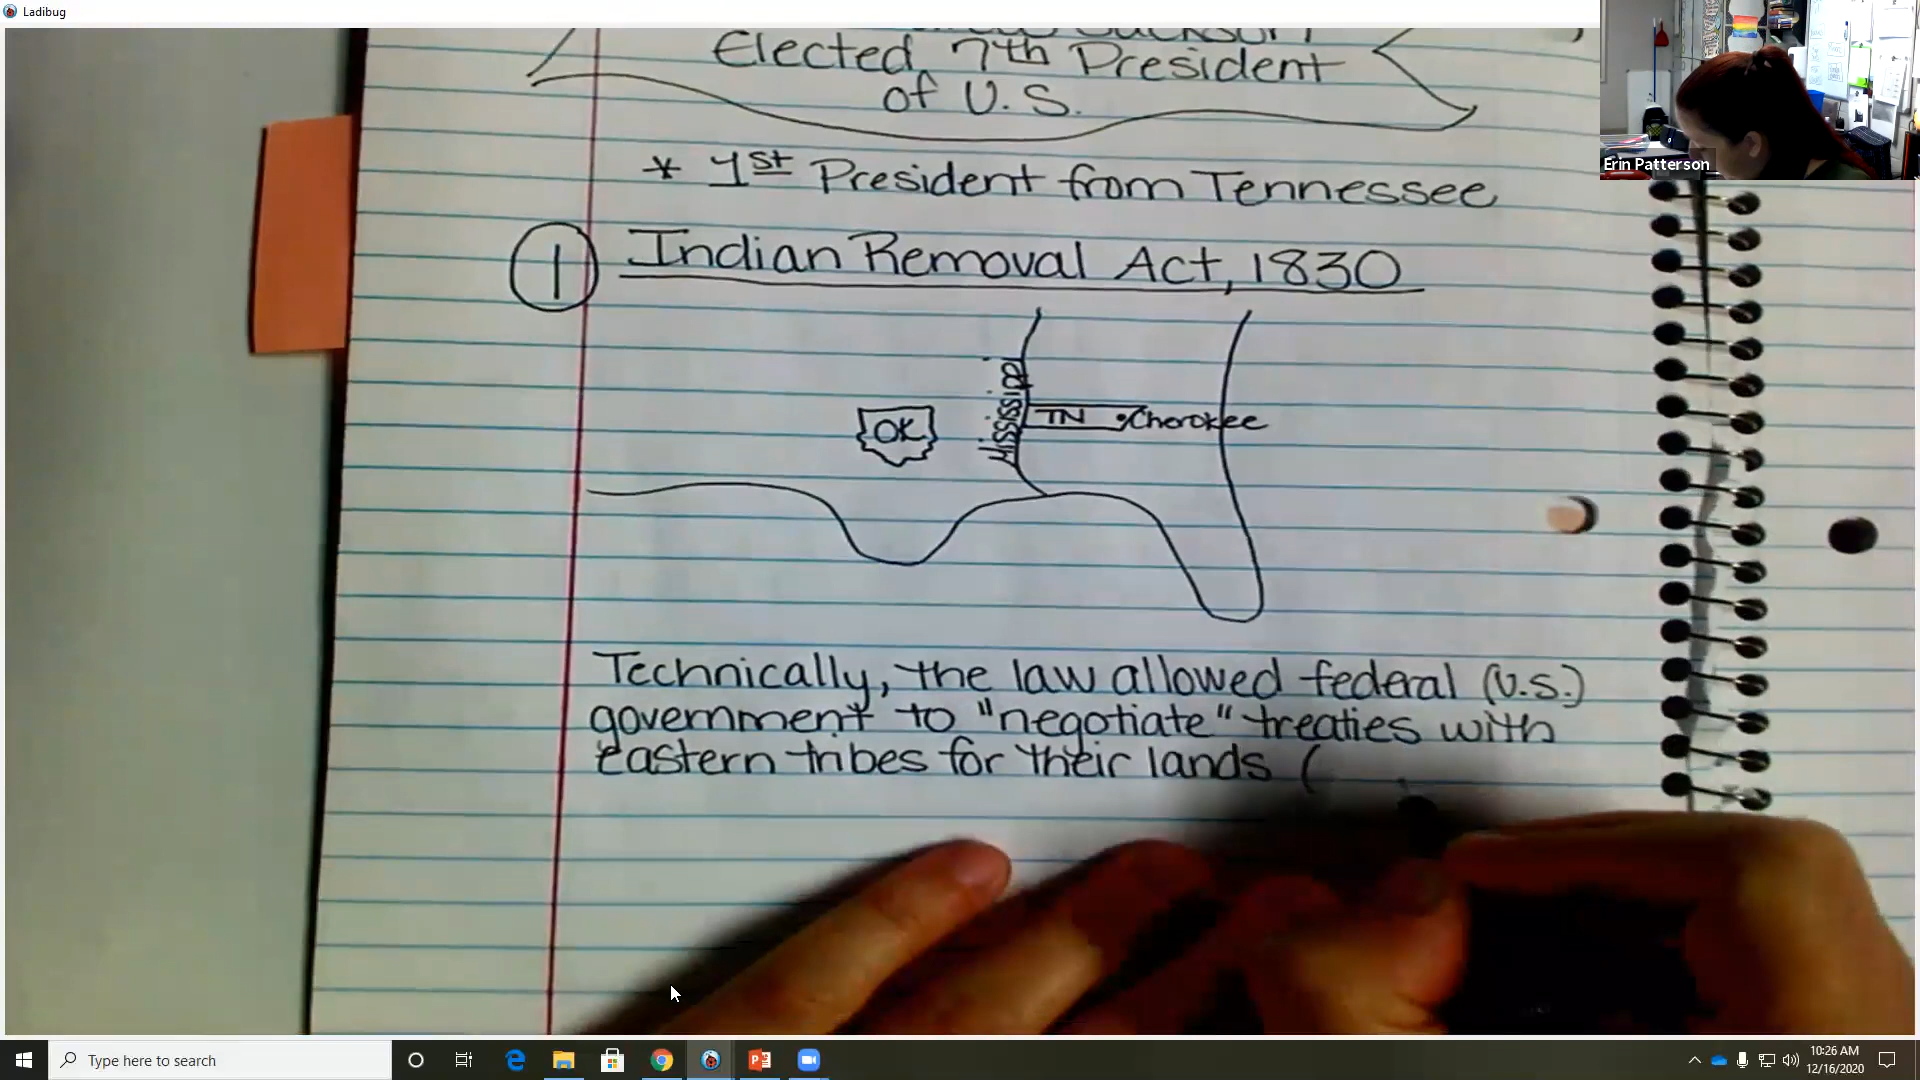 Ladibug
Elected 7th President
of U.S.
Erin Patterson
* 1st President from Tennessee
1 Indian Removal Act, 1830
OK
TN
Cherokee
Technically, the law allowed federal (U.S.)
government to "negotiate" treaties with
eastern tribes for their lands (
Type here to search
10:26 AM
12/16/2020